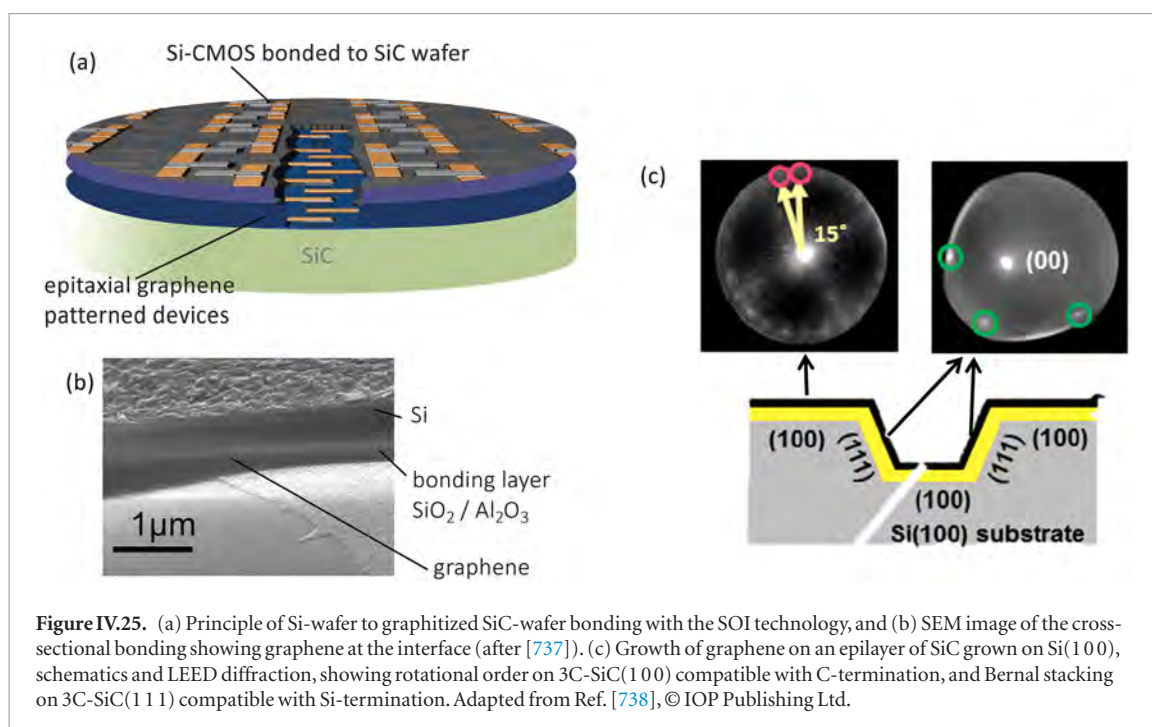 (a)
Si-CMOS bonded to SiC wafer
SiC
epitaxial graphene
patterned devices
(b)
Si
bonding layer
SiO₂ / Al₂O₃
graphene
1μm
(c)
15°
(00)
(100)
(111)
(100)
(111)
(100)
Si(100) substrate
Figure IV.25. (a) Principle of Si-wafer to graphitized SiC-wafer bonding with the SOI technology, and (b) SEM image of the cross-
sectional bonding showing graphene at the interface (after [737]). (c) Growth of graphene on an epilayer of SiC grown on Si(1 0 0),
schematics and LEED diffraction, showing rotational order on 3C-SiC(1 0 0) compatible with C-termination, and Bernal stacking
on 3C-SiC(1 1 1) compatible with Si-termination. Adapted from Ref. [738], © IOP Publishing Ltd.